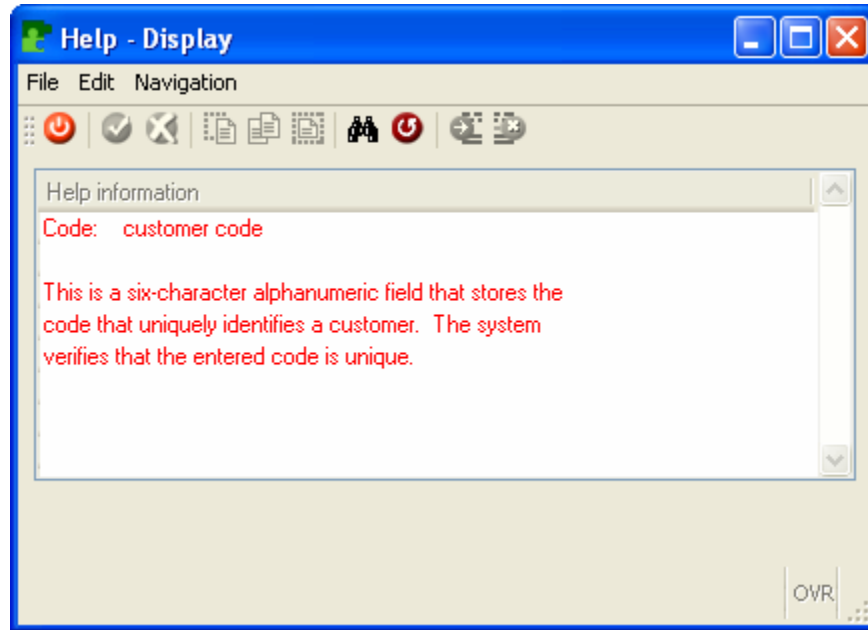 Help - Display
File Edit Navigation
Help information
Code: customer code
This is a six-character alphanumeric field that stores the
code that uniquely identifies a customer. The system
verifies that the entered code is unique.
OVR